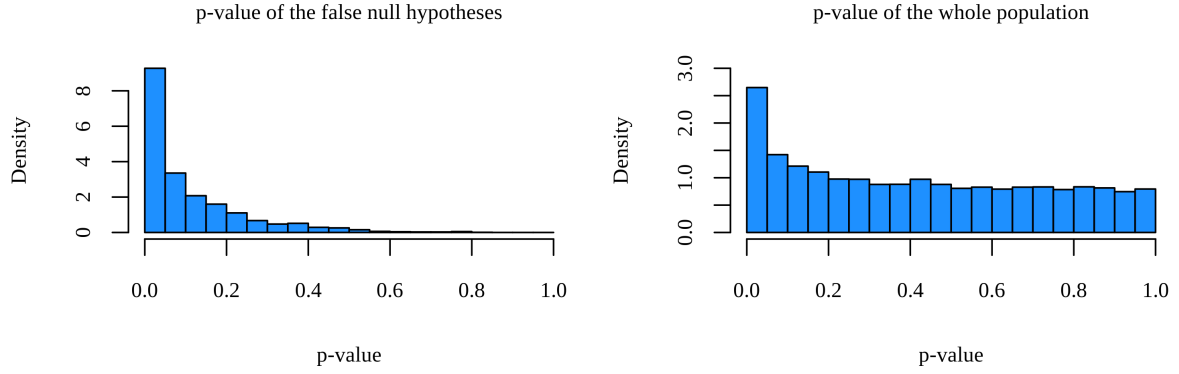 p-value of the false null hypotheses
Density
8
6
4
2
0
0.0 0.2 0.4 0.6 0.8 1.0
p-value
p-value of the whole population
Density
3.0
2.0
1.0
0.0
0.0 0.2 0.4 0.6 0.8 1.0
p-value